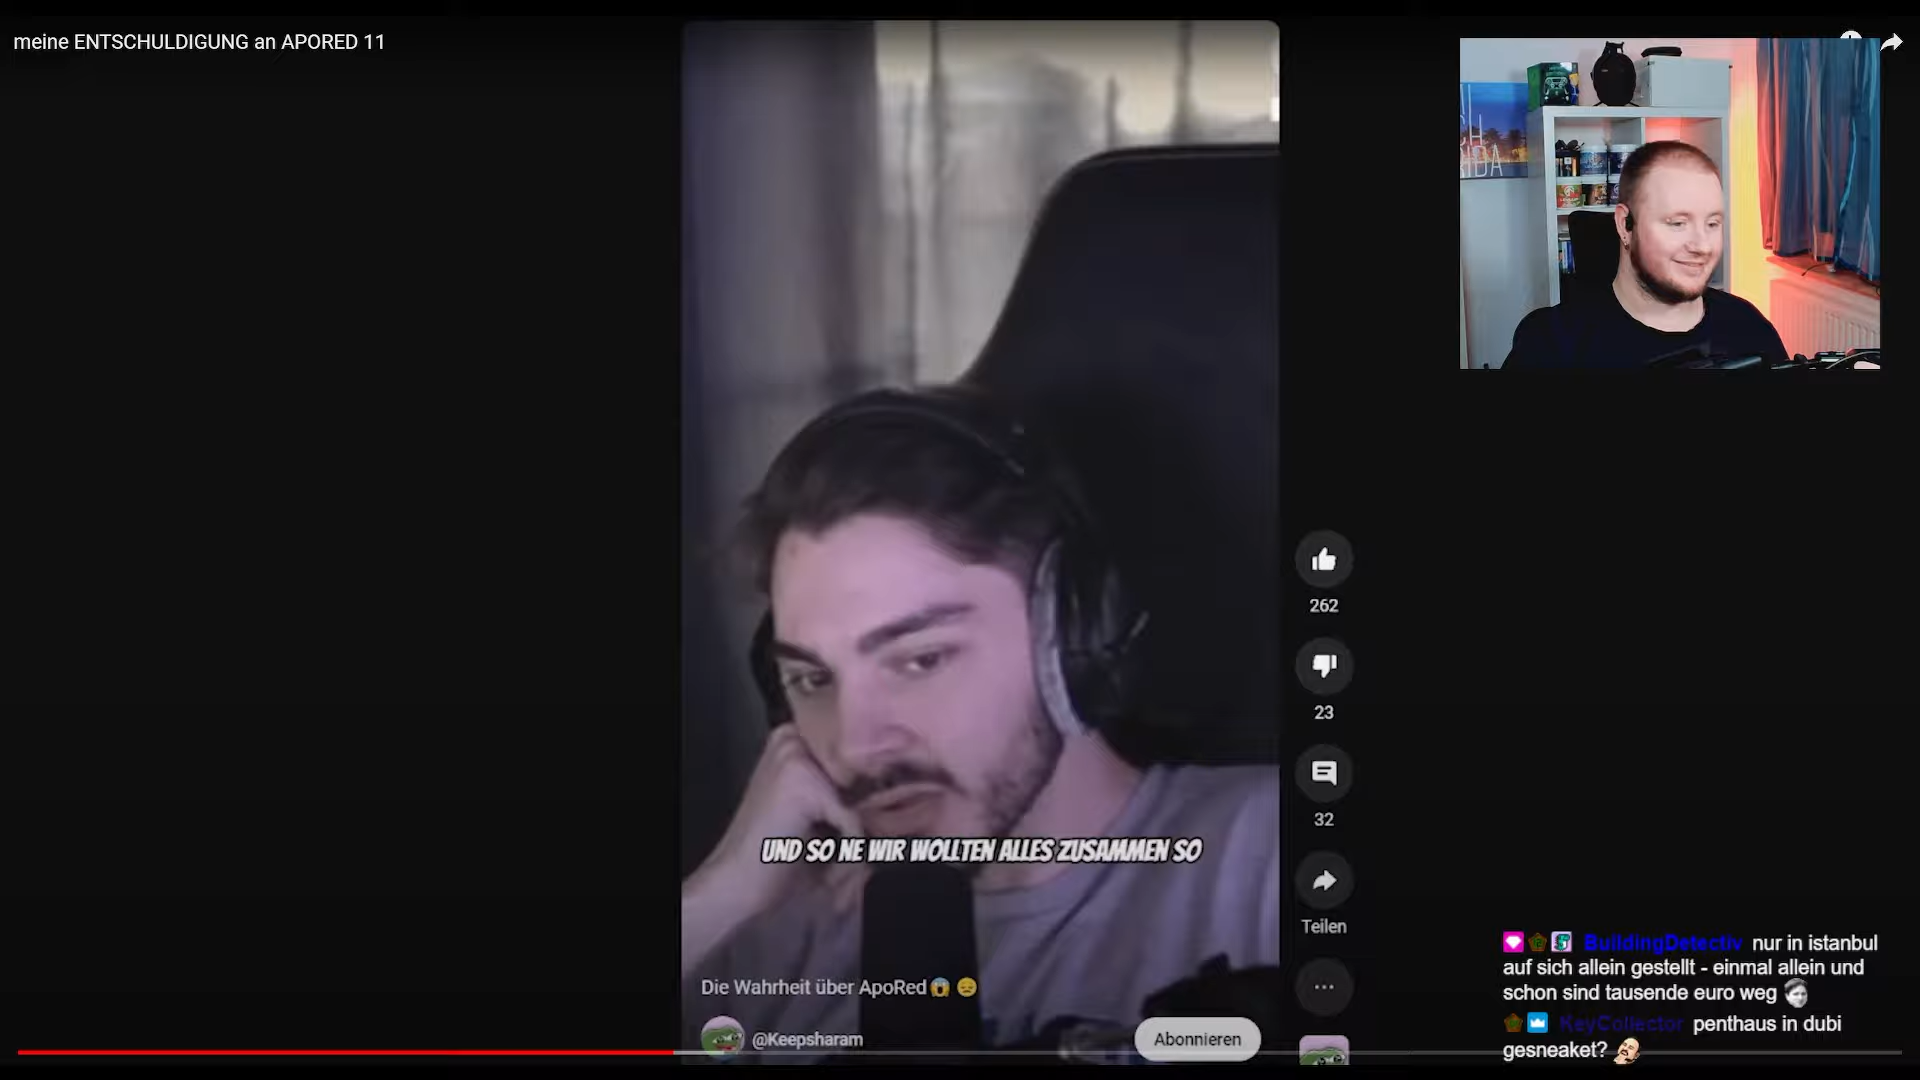 meine ENTSCHULDIGUNG an APORED 11
262
23
32
UND SO NE WIR WOLLTEN ALLES ZUSAMMEN SO
Teilen
Die Wahrheit über ApoRed
@Keepsharam
Abonnieren
BuildingDetectiv nur in istanbul
auf sich allein gestellt - einmal allein und
schon sind tausende euro weg
KeyCollector penthaus in dubi
gesneaket?